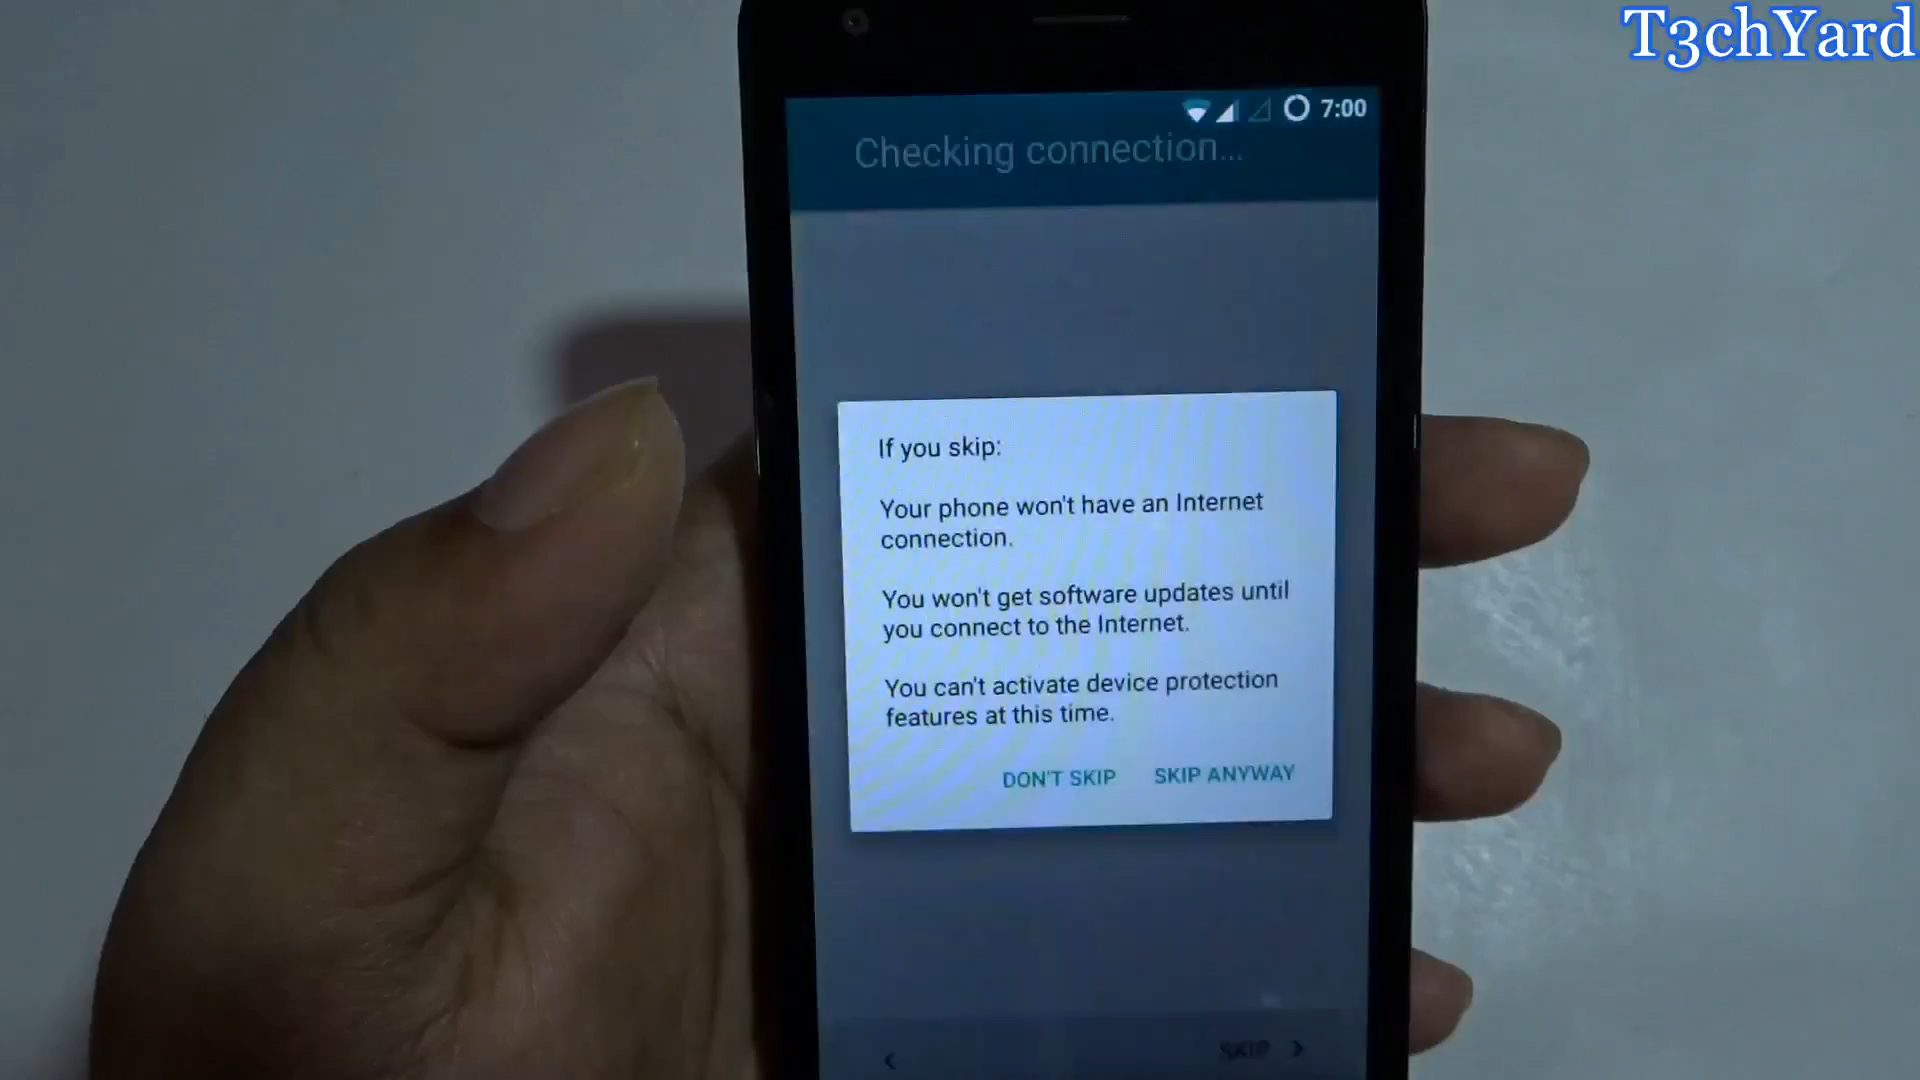 T3chYard
7:00
Checking connection...
If you skip:
Your phone won't have an Internet
connection.
You won't get software updates until
you connect to the Internet.
You can't activate device protection
features at this time.
DON'T SKIP SKIP ANYWAY
SKIP